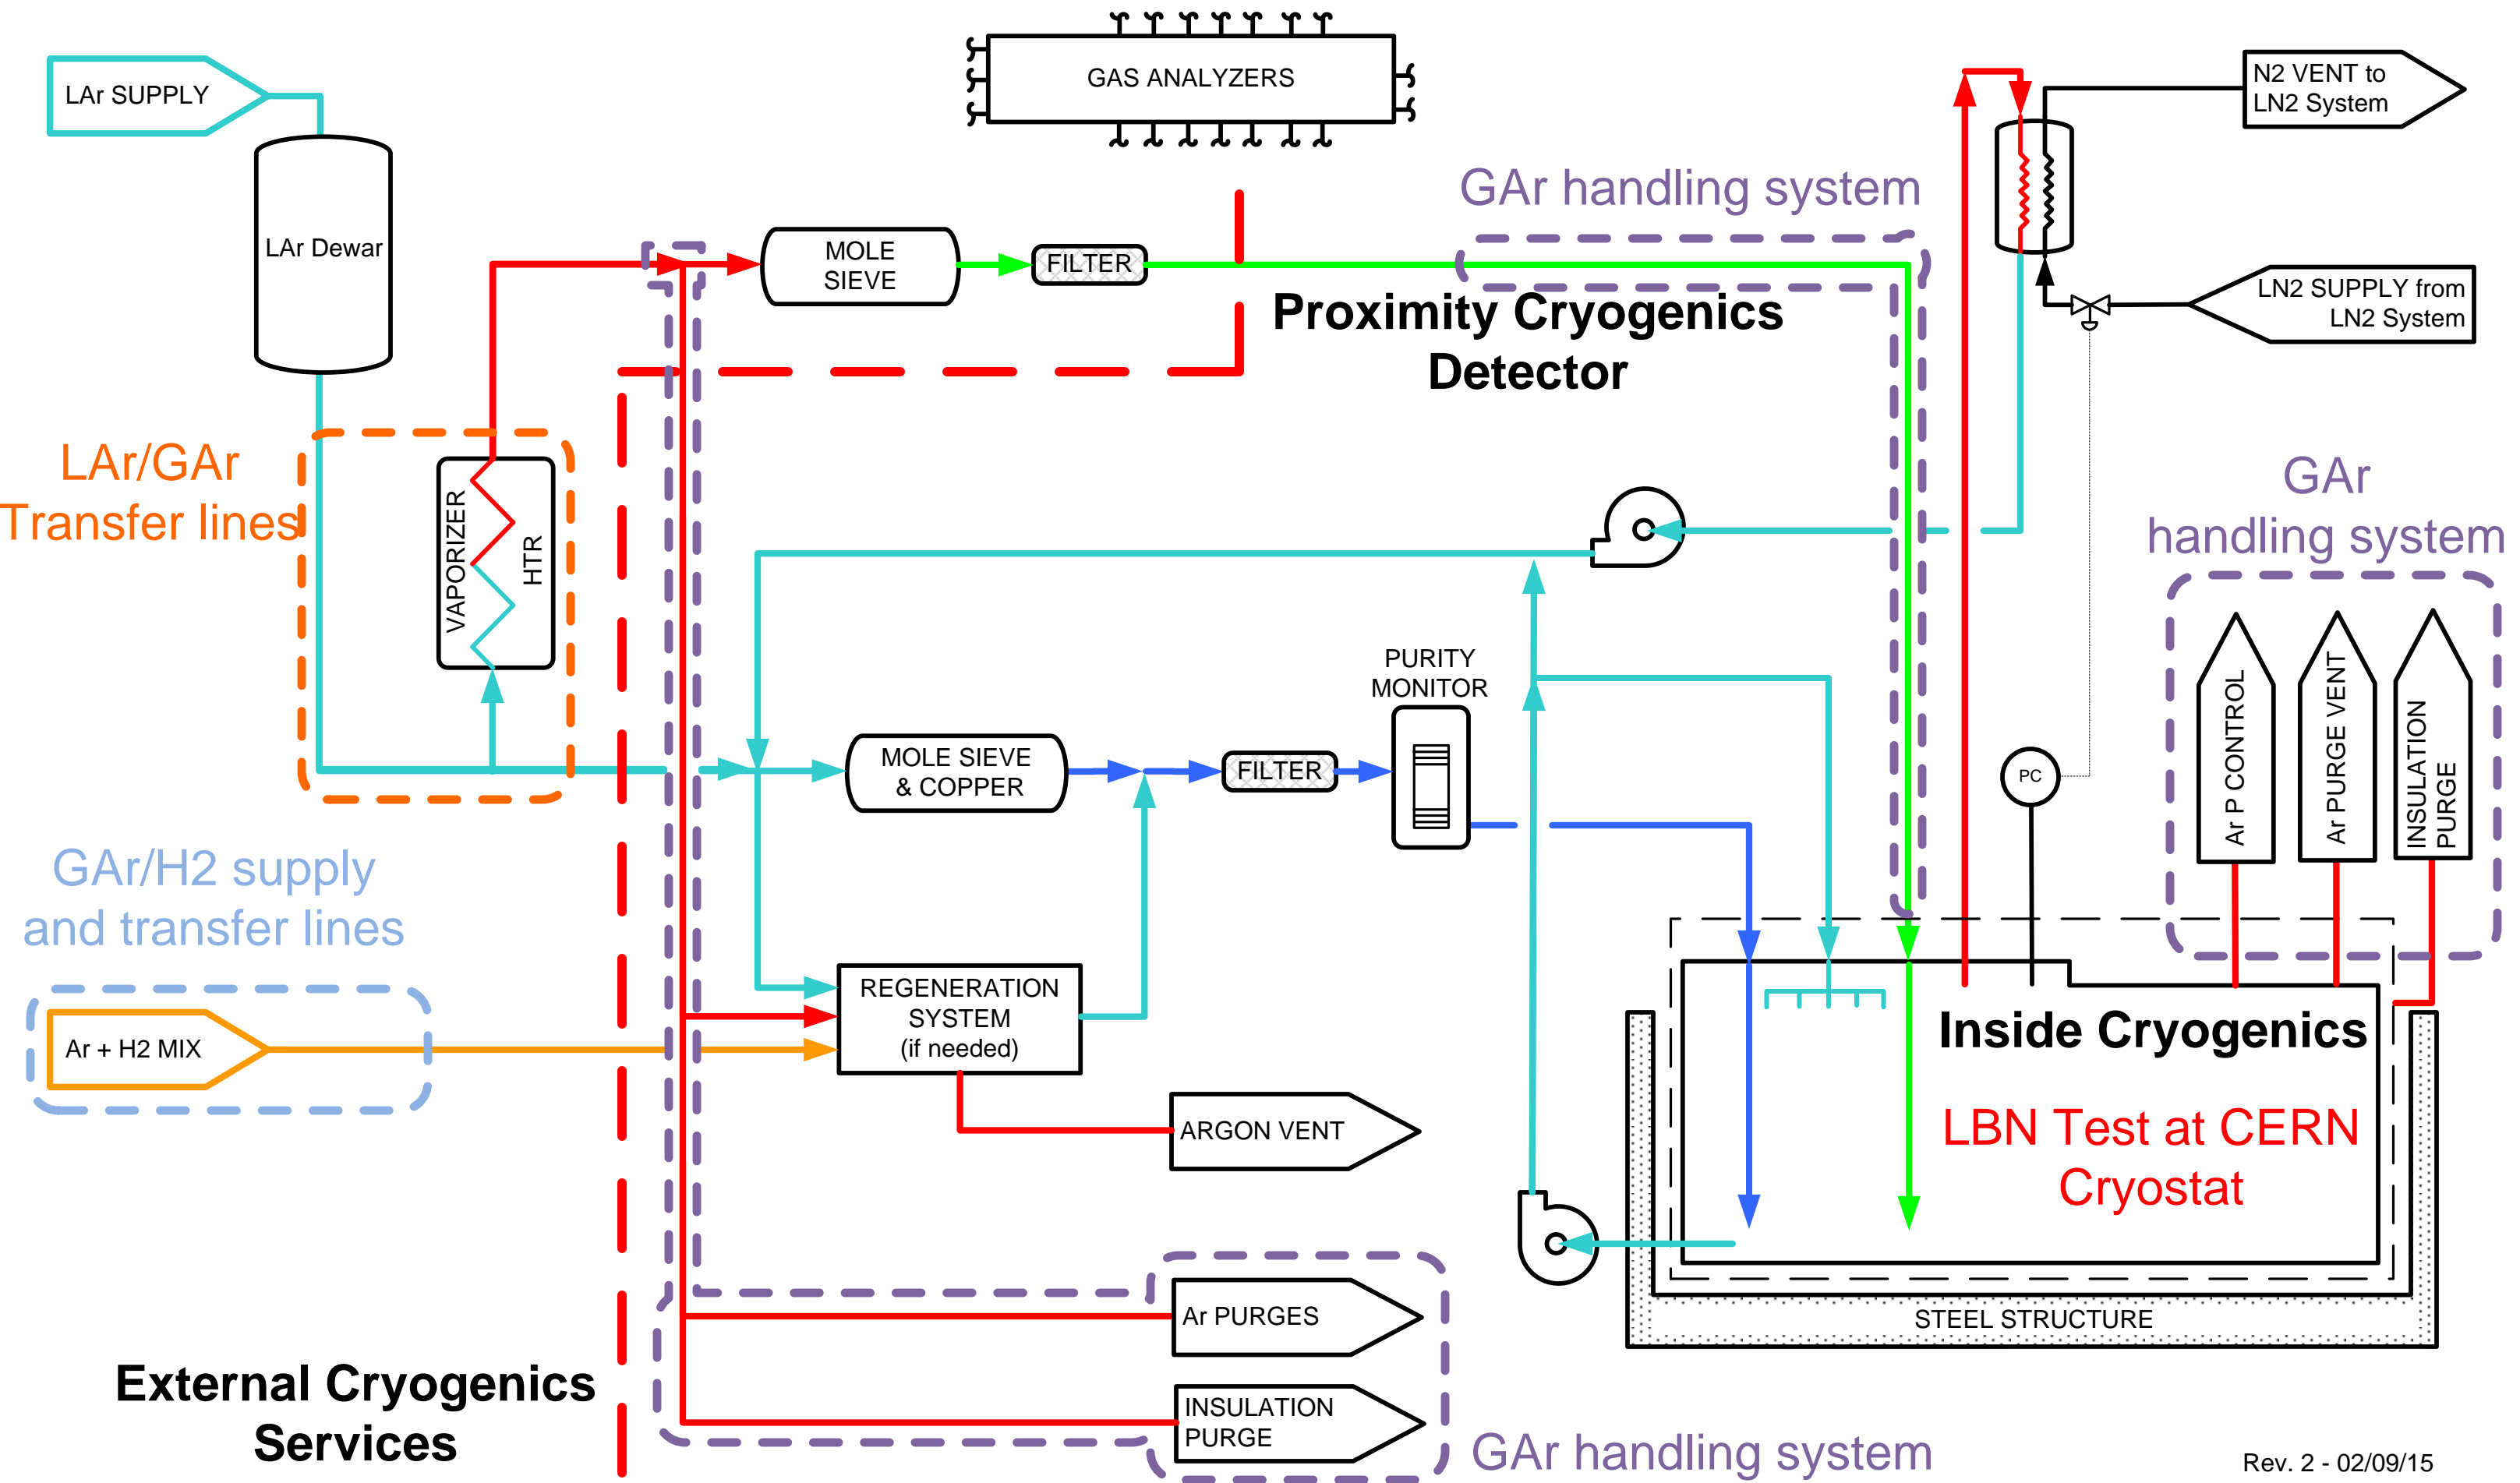 LAr SUPPLY
GAS ANALYZERS
N2 VENT to
LN2 System
GAr handling system
LAr Dewar
MOLE
SIEVE
FILTER
LN2 SUPPLY from
LN2 System
Proximity Cryogenics
Detector
LAr/GAr
Transfer lines
VAPORIZER
HTR
GAr
handling system
PURITY
MONITOR
Ar P CONTROL
Ar PURGE VENT
INSULATION
PURGE
MOLE SIEVE
& COPPER
FILTER
PC
GAr/H2 supply
and transfer lines
Ar + H2 MIX
REGENERATION
SYSTEM
(if needed)
Inside Cryogenics
LBN Test at CERN
Cryostat
ARGON VENT
Ar PURGES
STEEL STRUCTURE
External Cryogenics
Services
INSULATION
PURGE
GAr handling system
Rev. 2 - 02/09/15